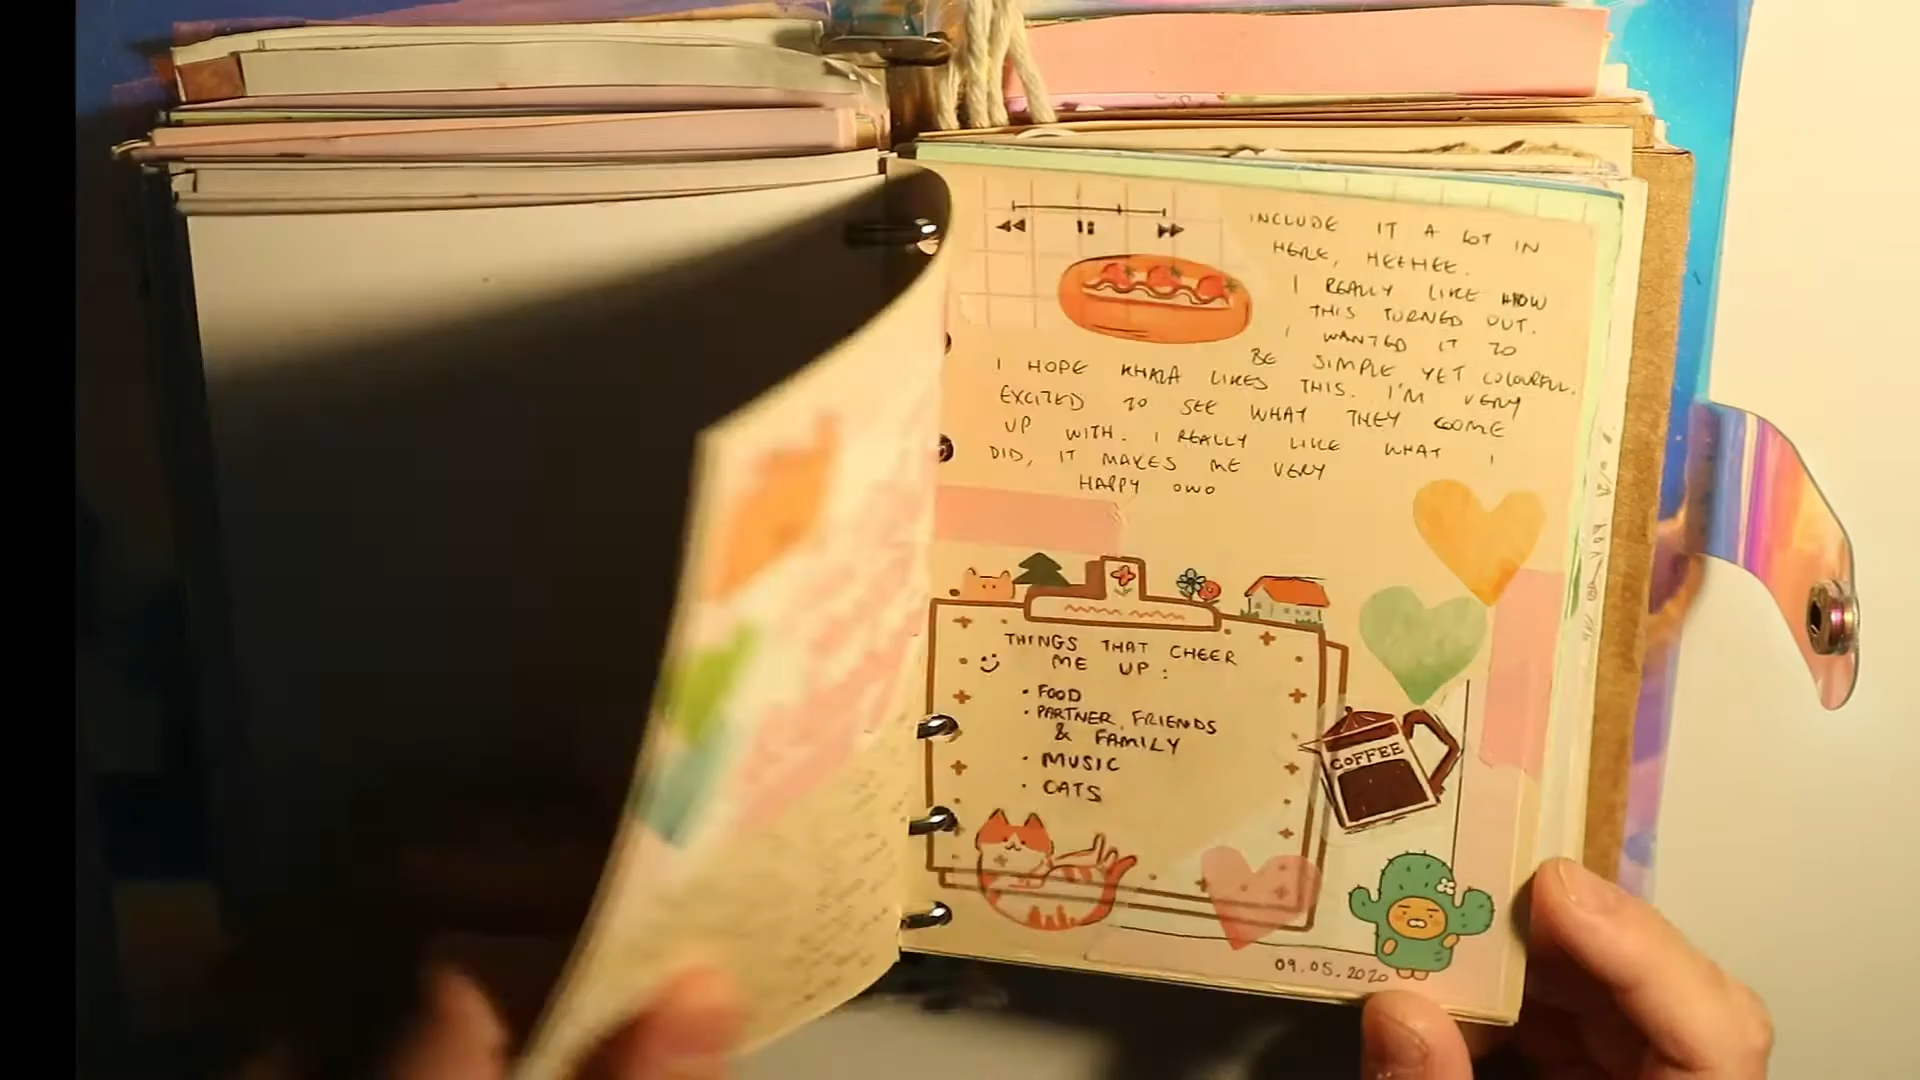 INCLUDE IT A LOT IN
HERE, HEEHEE.
I REALLY LIKE HOW
THIS TURNED OUT.
I WANTED IT TO
BE SIMPLE YET COLOURFUL.
I HOPE KHALA LIKES THIS. I'M VERY
EXCITED TO SEE WHAT THEY COME
UP WITH. I REALLY LIKE WHAT I
DID, IT MAKES ME VERY
HAPPY OWO
THINGS THAT CHEER
ME UP:
• FOOD
• PARTNER, FRIENDS
& FAMILY
• MUSIC
• CATS
COFFEE
09.05.2020